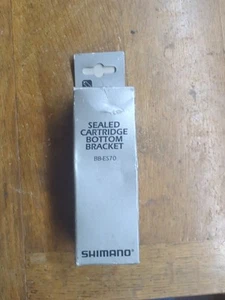 SEALED
CARTRIDGE
BOTTOM
BRACKET
BB-ES70
SHIMANO